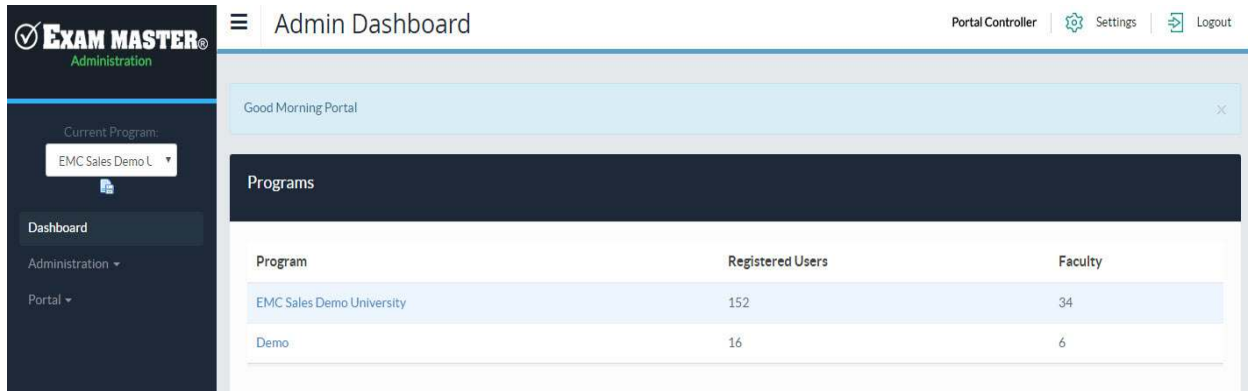 EXAM MASTER®
Administration
Current Program:
EMC Sales Demo U
Dashboard
Administration
Portal
Admin Dashboard
Portal Controller
Settings
Logout
Good Morning Portal
Programs
Program Registered Users Faculty
EMC Sales Demo University 152 34
Demo 16 6